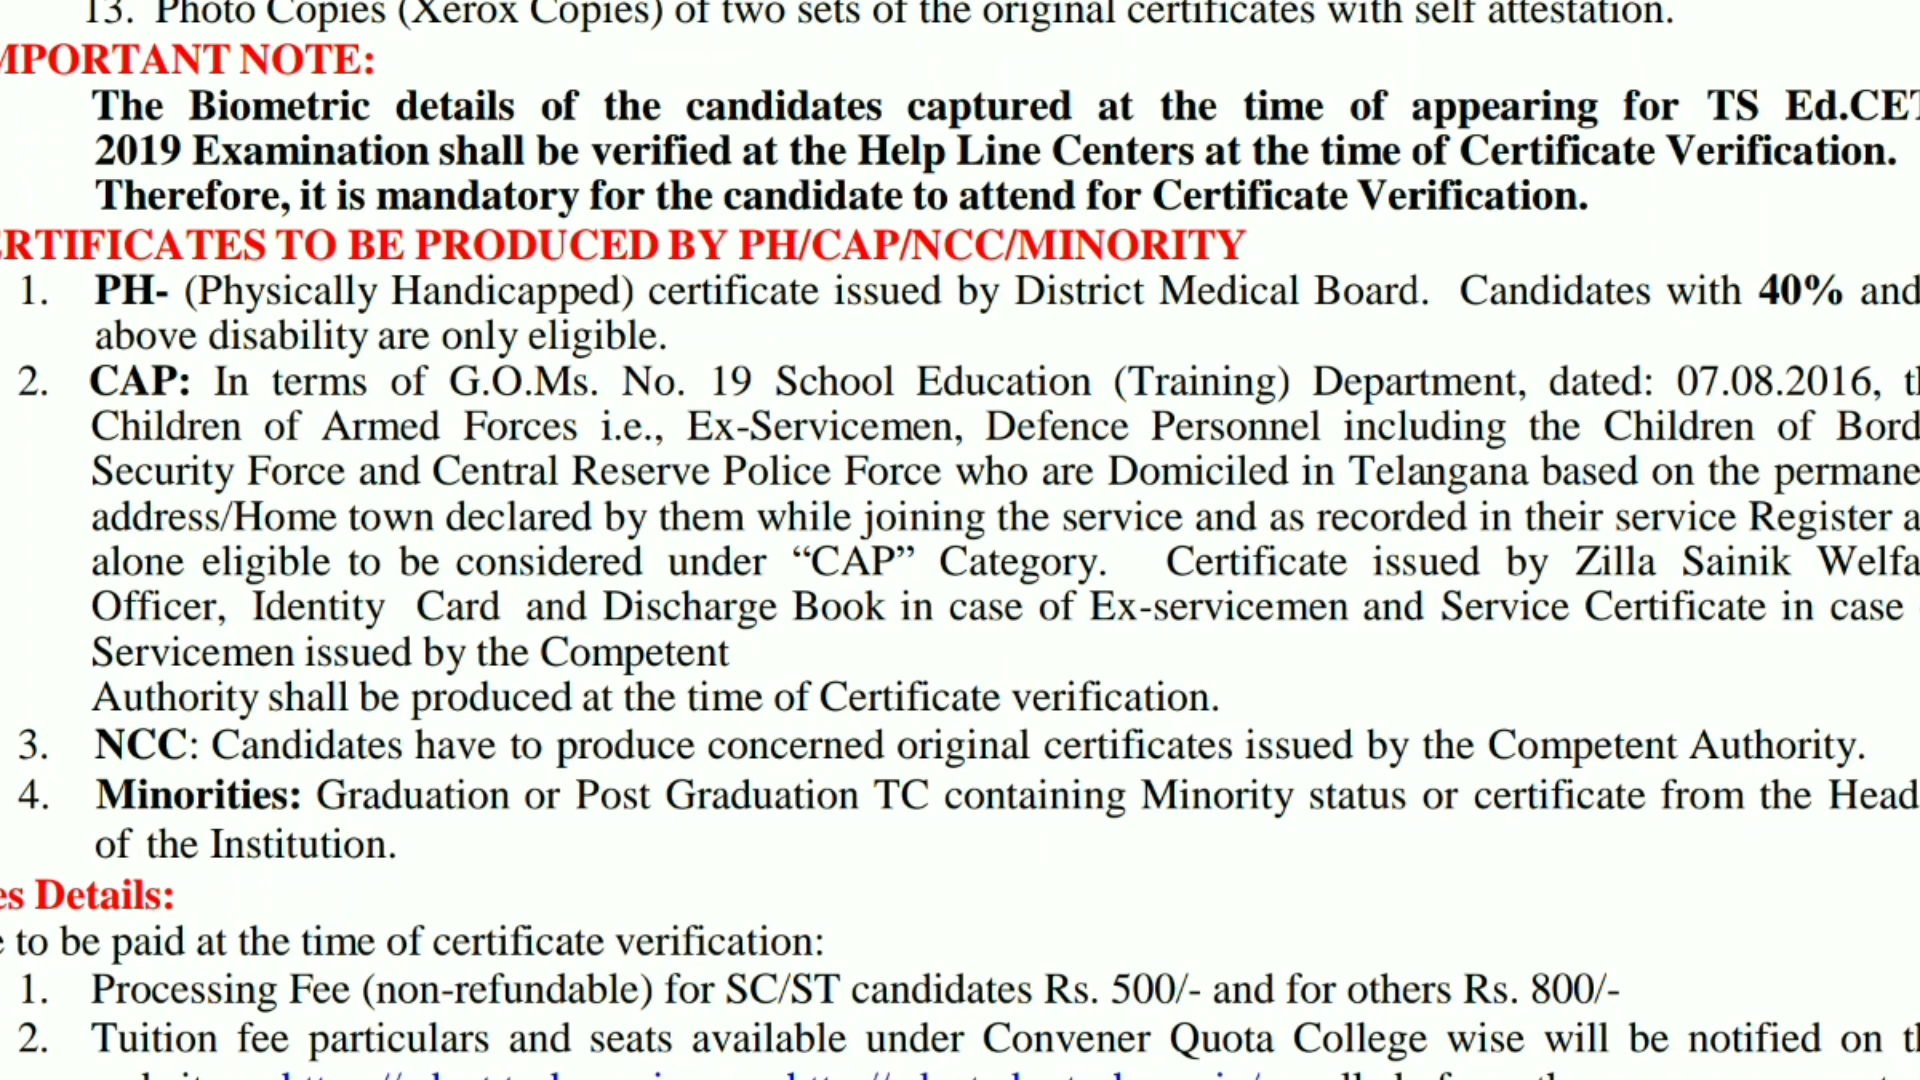 13. Photo Copies (Xerox Copies) of two sets of the original certificates with self attestation.
MPORTANT NOTE:
The Biometric details of the candidates captured at the time of appearing for TS Ed.CET
2019 Examination shall be verified at the Help Line Centers at the time of Certificate Verification.
Therefore, it is mandatory for the candidate to attend for Certificate Verification.
ERTIFICATES TO BE PRODUCED BY PH/CAP/NCC/MINORITY
1. PH- (Physically Handicapped) certificate issued by District Medical Board. Candidates with 40% and
above disability are only eligible.
2. CAP: In terms of G.O.Ms. No. 19 School Education (Training) Department, dated: 07.08.2016, th
Children of Armed Forces i.e., Ex-Servicemen, Defence Personnel including the Children of Bord
Security Force and Central Reserve Police Force who are Domiciled in Telangana based on the permane
address/Home town declared by them while joining the service and as recorded in their service Register a
alone eligible to be considered under “CAP” Category. Certificate issued by Zilla Sainik Welfa
Officer, Identity Card and Discharge Book in case of Ex-servicemen and Service Certificate in case
Servicemen issued by the Competent
Authority shall be produced at the time of Certificate verification.
3. NCC: Candidates have to produce concerned original certificates issued by the Competent Authority.
4. Minorities: Graduation or Post Graduation TC containing Minority status or certificate from the Head
of the Institution.
es Details:
e to be paid at the time of certificate verification:
1. Processing Fee (non-refundable) for SC/ST candidates Rs. 500/- and for others Rs. 800/-
2. Tuition fee particulars and seats available under Convener Quota College wise will be notified on th